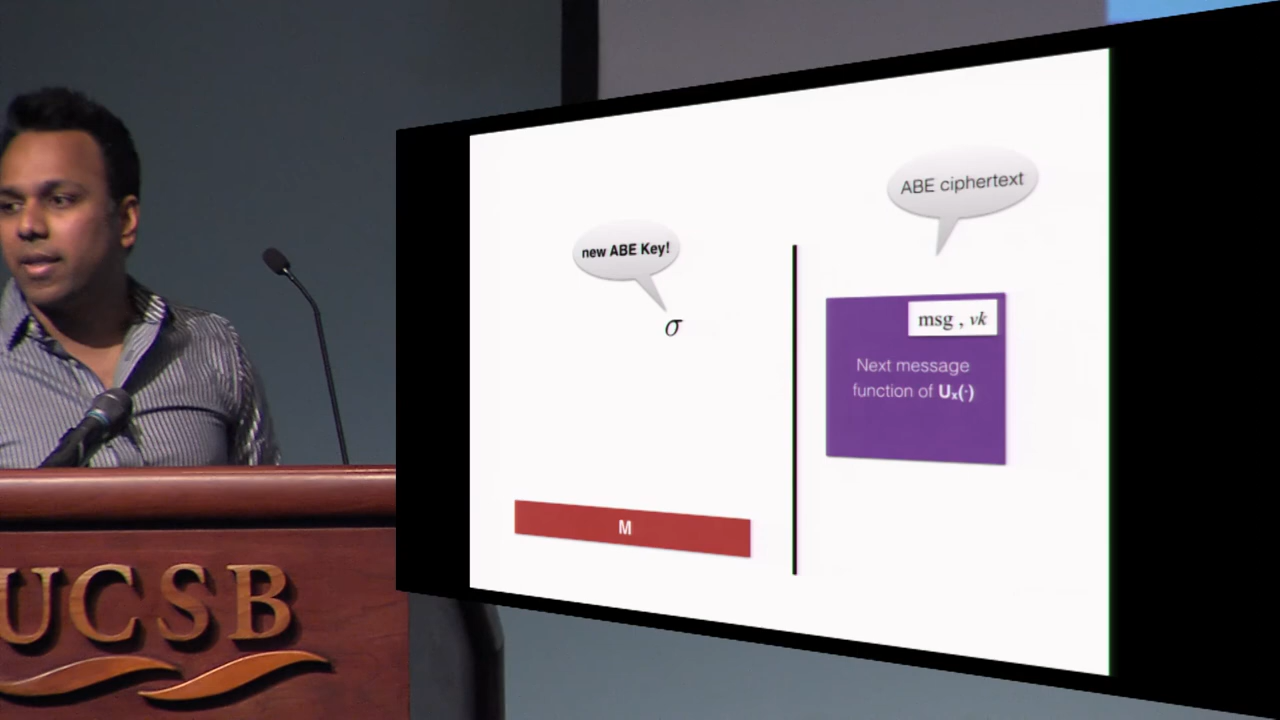 ABE ciphertext
new ABE Key!
σ
msg , vk
Next message
function of Uₓ(·)
M
UCSB